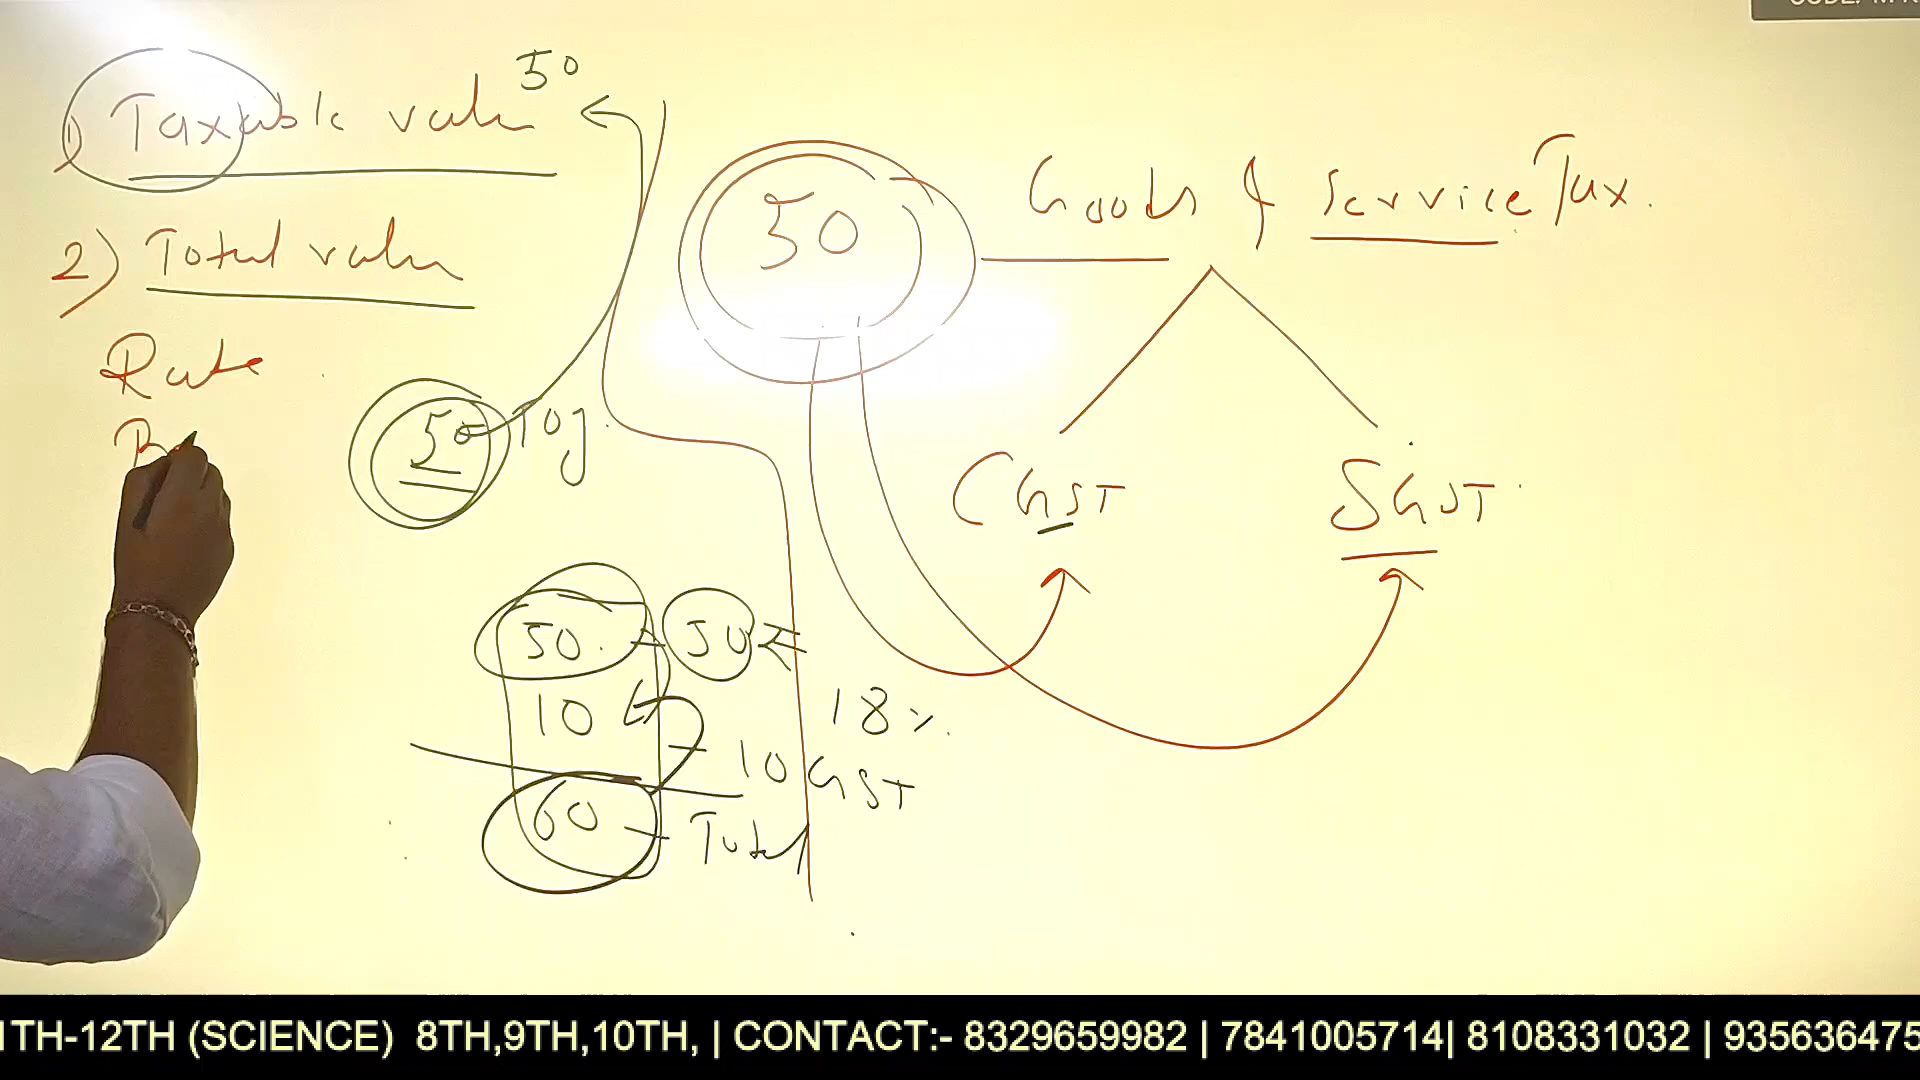 1) Taxable value 50
2) Total value
Rate
50
Goods & Service Tax.
CGST
SGST
50
50 - 50
10 - 10 GST
18%
60 - Total
1TH-12TH (SCIENCE) 8TH,9TH,10TH, | CONTACT:- 8329659982 | 7841005714| 8108331032 | 935636475